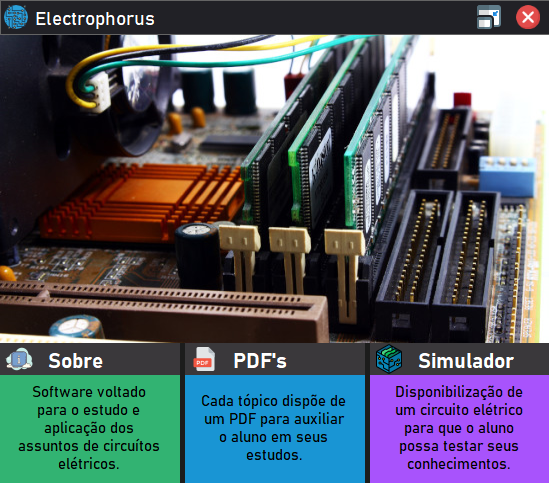 Electrophorus
Sobre
Software voltado
para o estudo e
aplicação dos
assuntos de circuítos
elétricos.
PDF
PDF's
Cada tópico dispõe de
um PDF para auxiliar
o aluno em seus
estudos.
Simulador
Disponibilização de
um circuito elétrico
para que o aluno
possa testar seus
conhecimentos.